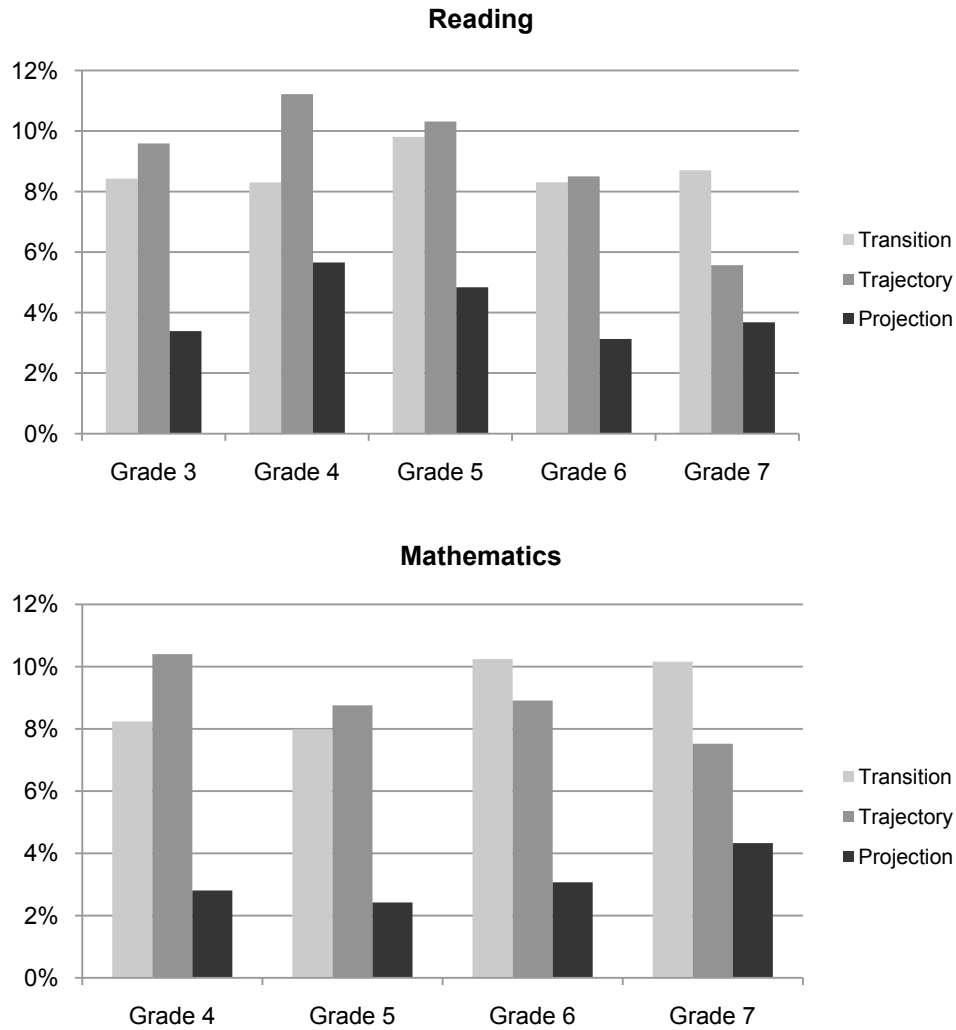 Reading
12%
10%
8%
6%
4%
2%
0%
Grade 3 Grade 4 Grade 5 Grade 6 Grade 7
Transition
Trajectory
Projection
Mathematics
12%
10%
8%
6%
4%
2%
0%
Grade 4 Grade 5 Grade 6 Grade 7
Transition
Trajectory
Projection